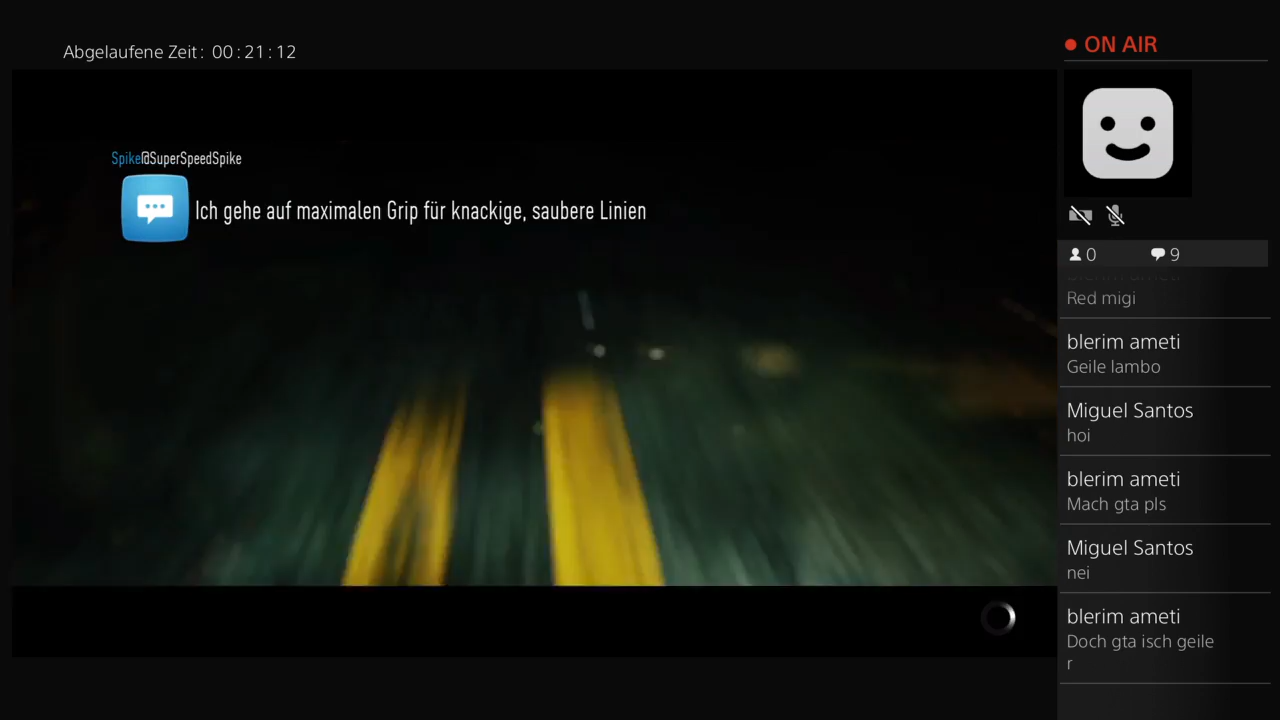 Abgelaufene Zeit: 00:21:12
ON AIR
Spike@SuperSpeedSpike
Ich gehe auf maximalen Grip für knackige, saubere Linien
0 9
blerim ameti
Red migi
blerim ameti
Geile lambo
Miguel Santos
hoi
blerim ameti
Mach gta pls
Miguel Santos
nei
blerim ameti
Doch gta isch geile
r